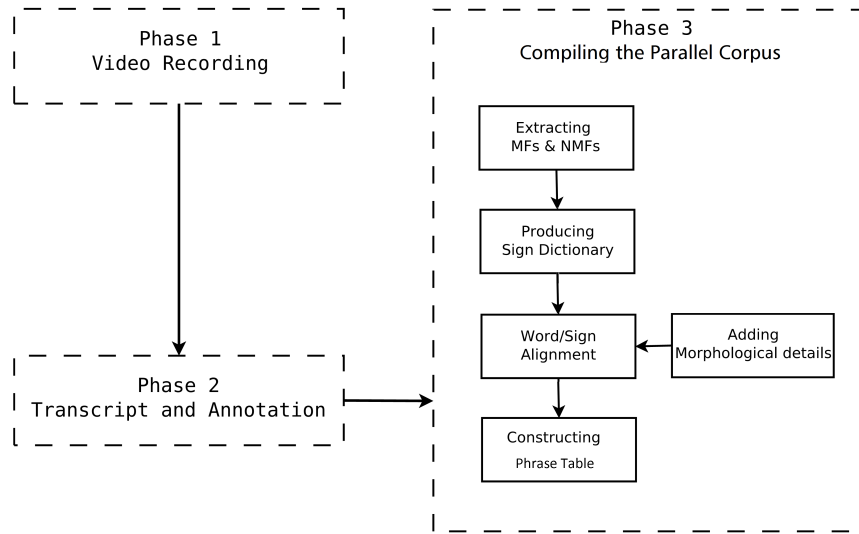 Phase 1
Video Recording
Phase 2
Transcript and Annotation
Phase 3
Compiling the Parallel Corpus
Extracting
MFs & NMFs
Producing
Sign Dictionary
Word/Sign
Alignment
Adding
Morphological details
Constructing
Phrase Table